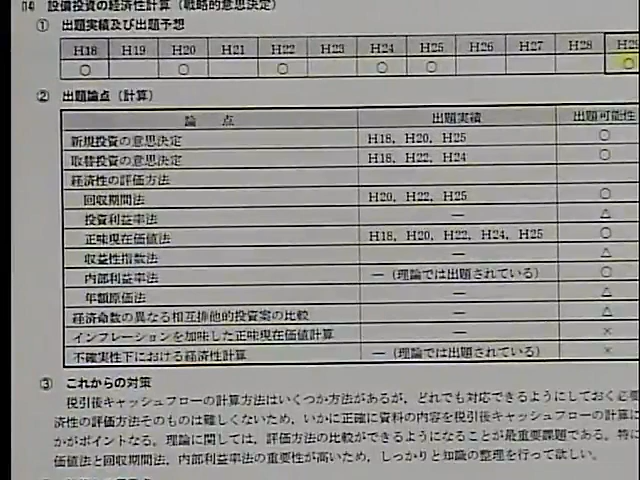 ⒁ 設備投資の経済性計算（戦略的意思決定）
① 出題実績及び出題予想
H18 H19 H20 H21 H22 H23 H24 H25 H26 H27 H28 H29
○ ○ ○ ○ ○ ○
② 出題論点（計算）
論　点 出題実績 出題可能性
新規投資の意思決定 H18，H20，H25 ○
取替投資の意思決定 H18，H22，H24 ○
経済性の評価方法
回収期間法 H20，H22，H25 ○
投資利益率法 ― △
正味現在価値法 H18，H20，H22，H24，H25 ○
収益性指数法 ― △
内部利益率法 ―（理論では出題されている） ○
年額原価法 ― △
経済命数の異なる相互排他的投資案の比較 ― △
インフレーションを加味した正味現在価値計算 ― ×
不確実性下における経済性計算 ―（理論では出題されている） ×
③ これからの対策
税引後キャッシュフローの計算方法はいくつか方法があるが、どれでも対応できるようにしておく必要
済性の評価方法そのものは難しくないため、いかに正確に資料の内容を税引後キャッシュフローの計算に
かがポイントなる。理論に関しては、評価方法の比較ができるようになることが最重要課題である。特に
価値法と回収期間法、内部利益率法の重要性が高いため、しっかりと知識の整理を行って欲しい。